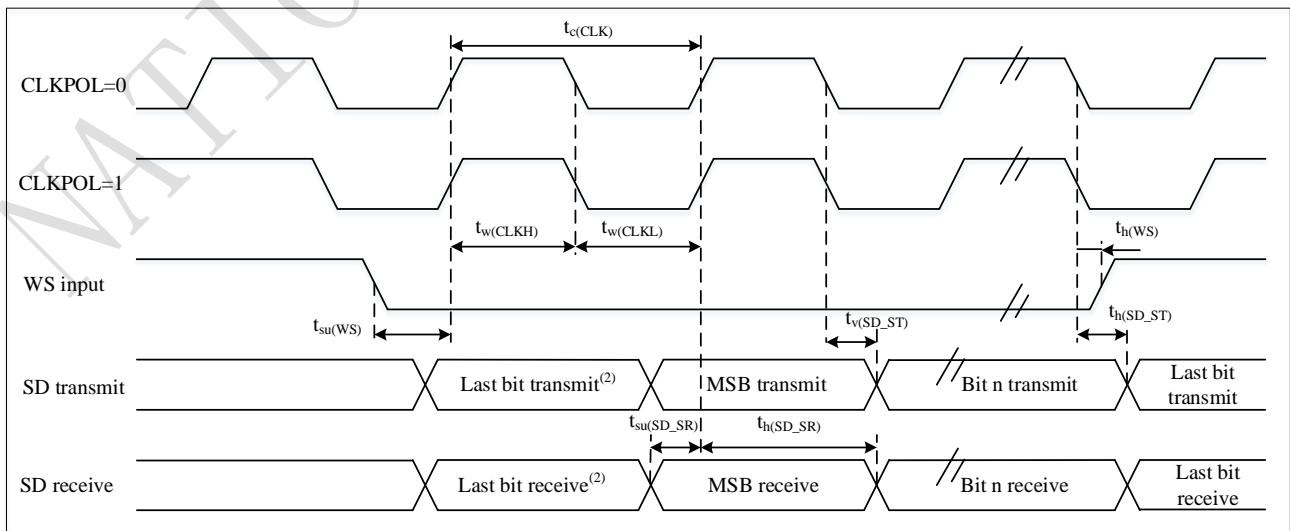 NATIO
t_c(CLK)
CLKPOL=0
CLKPOL=1
t_w(CLKH)
t_w(CLKL)
t_h(WS)
WS input
t_su(WS)
t_v(SD_ST)
t_h(SD_ST)
SD transmit
Last bit transmit(2)
MSB transmit
Bit n transmit
Last bit
transmit
t_su(SD_SR)
t_h(SD_SR)
SD receive
Last bit receive(2)
MSB receive
Bit n receive
Last bit
receive